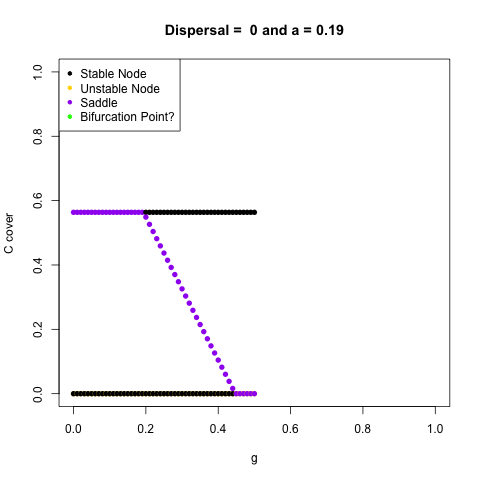 Dispersal =  0 and a = 0.19
Stable Node
Unstable Node
Saddle
Bifurcation Point?
C cover
1.0
0.8
0.6
0.4
0.2
0.0
0.0 0.2 0.4 0.6 0.8 1.0
g